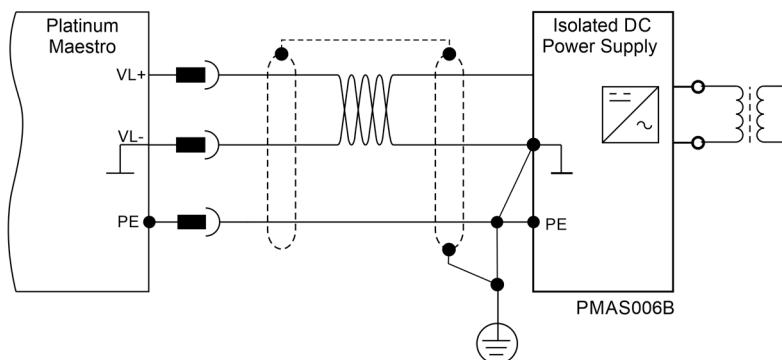 Platinum
Maestro
VL+
VL-
PE
Isolated DC
Power Supply
PE
PMAS006B